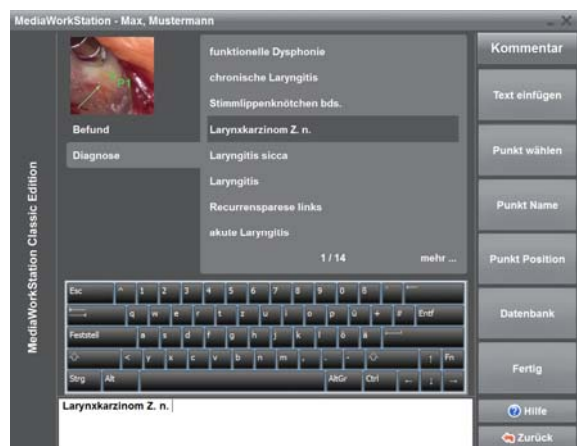 MediaWorkStation - Max, Mustermann
MediaWorkStation Classic Edition
P1
Befund
Diagnose
funktionelle Dysphonie
chronische Laryngitis
Stimmlippenknötchen bds.
Larynxkarzinom Z. n.
Laryngitis sicca
Laryngitis
Recurrensparese links
akute Laryngitis
1 / 14 mehr ...
Kommentar
Text einfügen
Punkt wählen
Punkt Name
Punkt Position
Datenbank
Fertig
Hilfe
Zurück
Esc ^ 1 2 3 4 5 6 7 8 9 0 ß ´
q w e r t z u i o p ü + # Entf
Feststell a s d f g h j k l ö ä
< y x c v b n m , . - ↑ Fn
Strg Alt AltGr Ctrl ← ↓ →
Larynxkarzinom Z. n.